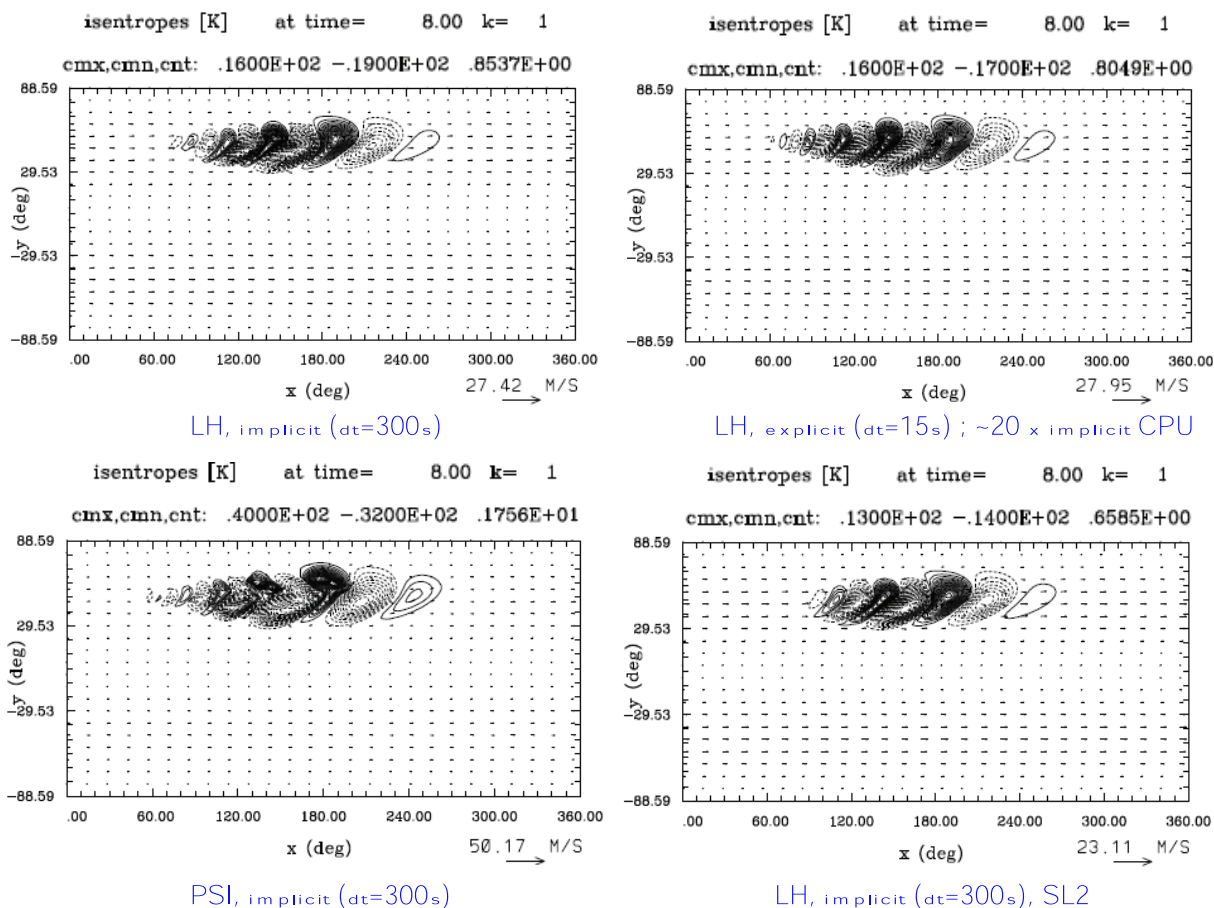 isentropes [K] at time= 8.00 k= 1
cmx,cmn,cnt: .1600E+02 −.1900E+02 .8537E+00
88.59
29.53
−29.53
−88.59
y (deg)
.00 60.00 120.00 180.00 240.00 300.00 360.00
x (deg)
27.42 M/S
LH, implicit (dt=300s)
isentropes [K] at time= 8.00 k= 1
cmx,cmn,cnt: .1600E+02 −.1700E+02 .8049E+00
88.59
29.53
−29.53
−88.59
y (deg)
.00 60.00 120.00 180.00 240.00 300.00 360.00
x (deg)
27.95 M/S
LH, explicit (dt=15s) ; ~20 x implicit CPU
isentropes [K] at time= 8.00 k= 1
cmx,cmn,cnt: .4000E+02 −.3200E+02 .1756E+01
88.59
29.53
−29.53
−88.59
y (deg)
.00 60.00 120.00 180.00 240.00 300.00 360.00
x (deg)
50.17 M/S
PSI, implicit (dt=300s)
isentropes [K] at time= 8.00 k= 1
cmx,cmn,cnt: .1300E+02 −.1400E+02 .6585E+00
88.59
29.53
−29.53
−88.59
y (deg)
.00 60.00 120.00 180.00 240.00 300.00 360.00
x (deg)
23.11 M/S
LH, implicit (dt=300s), SL2